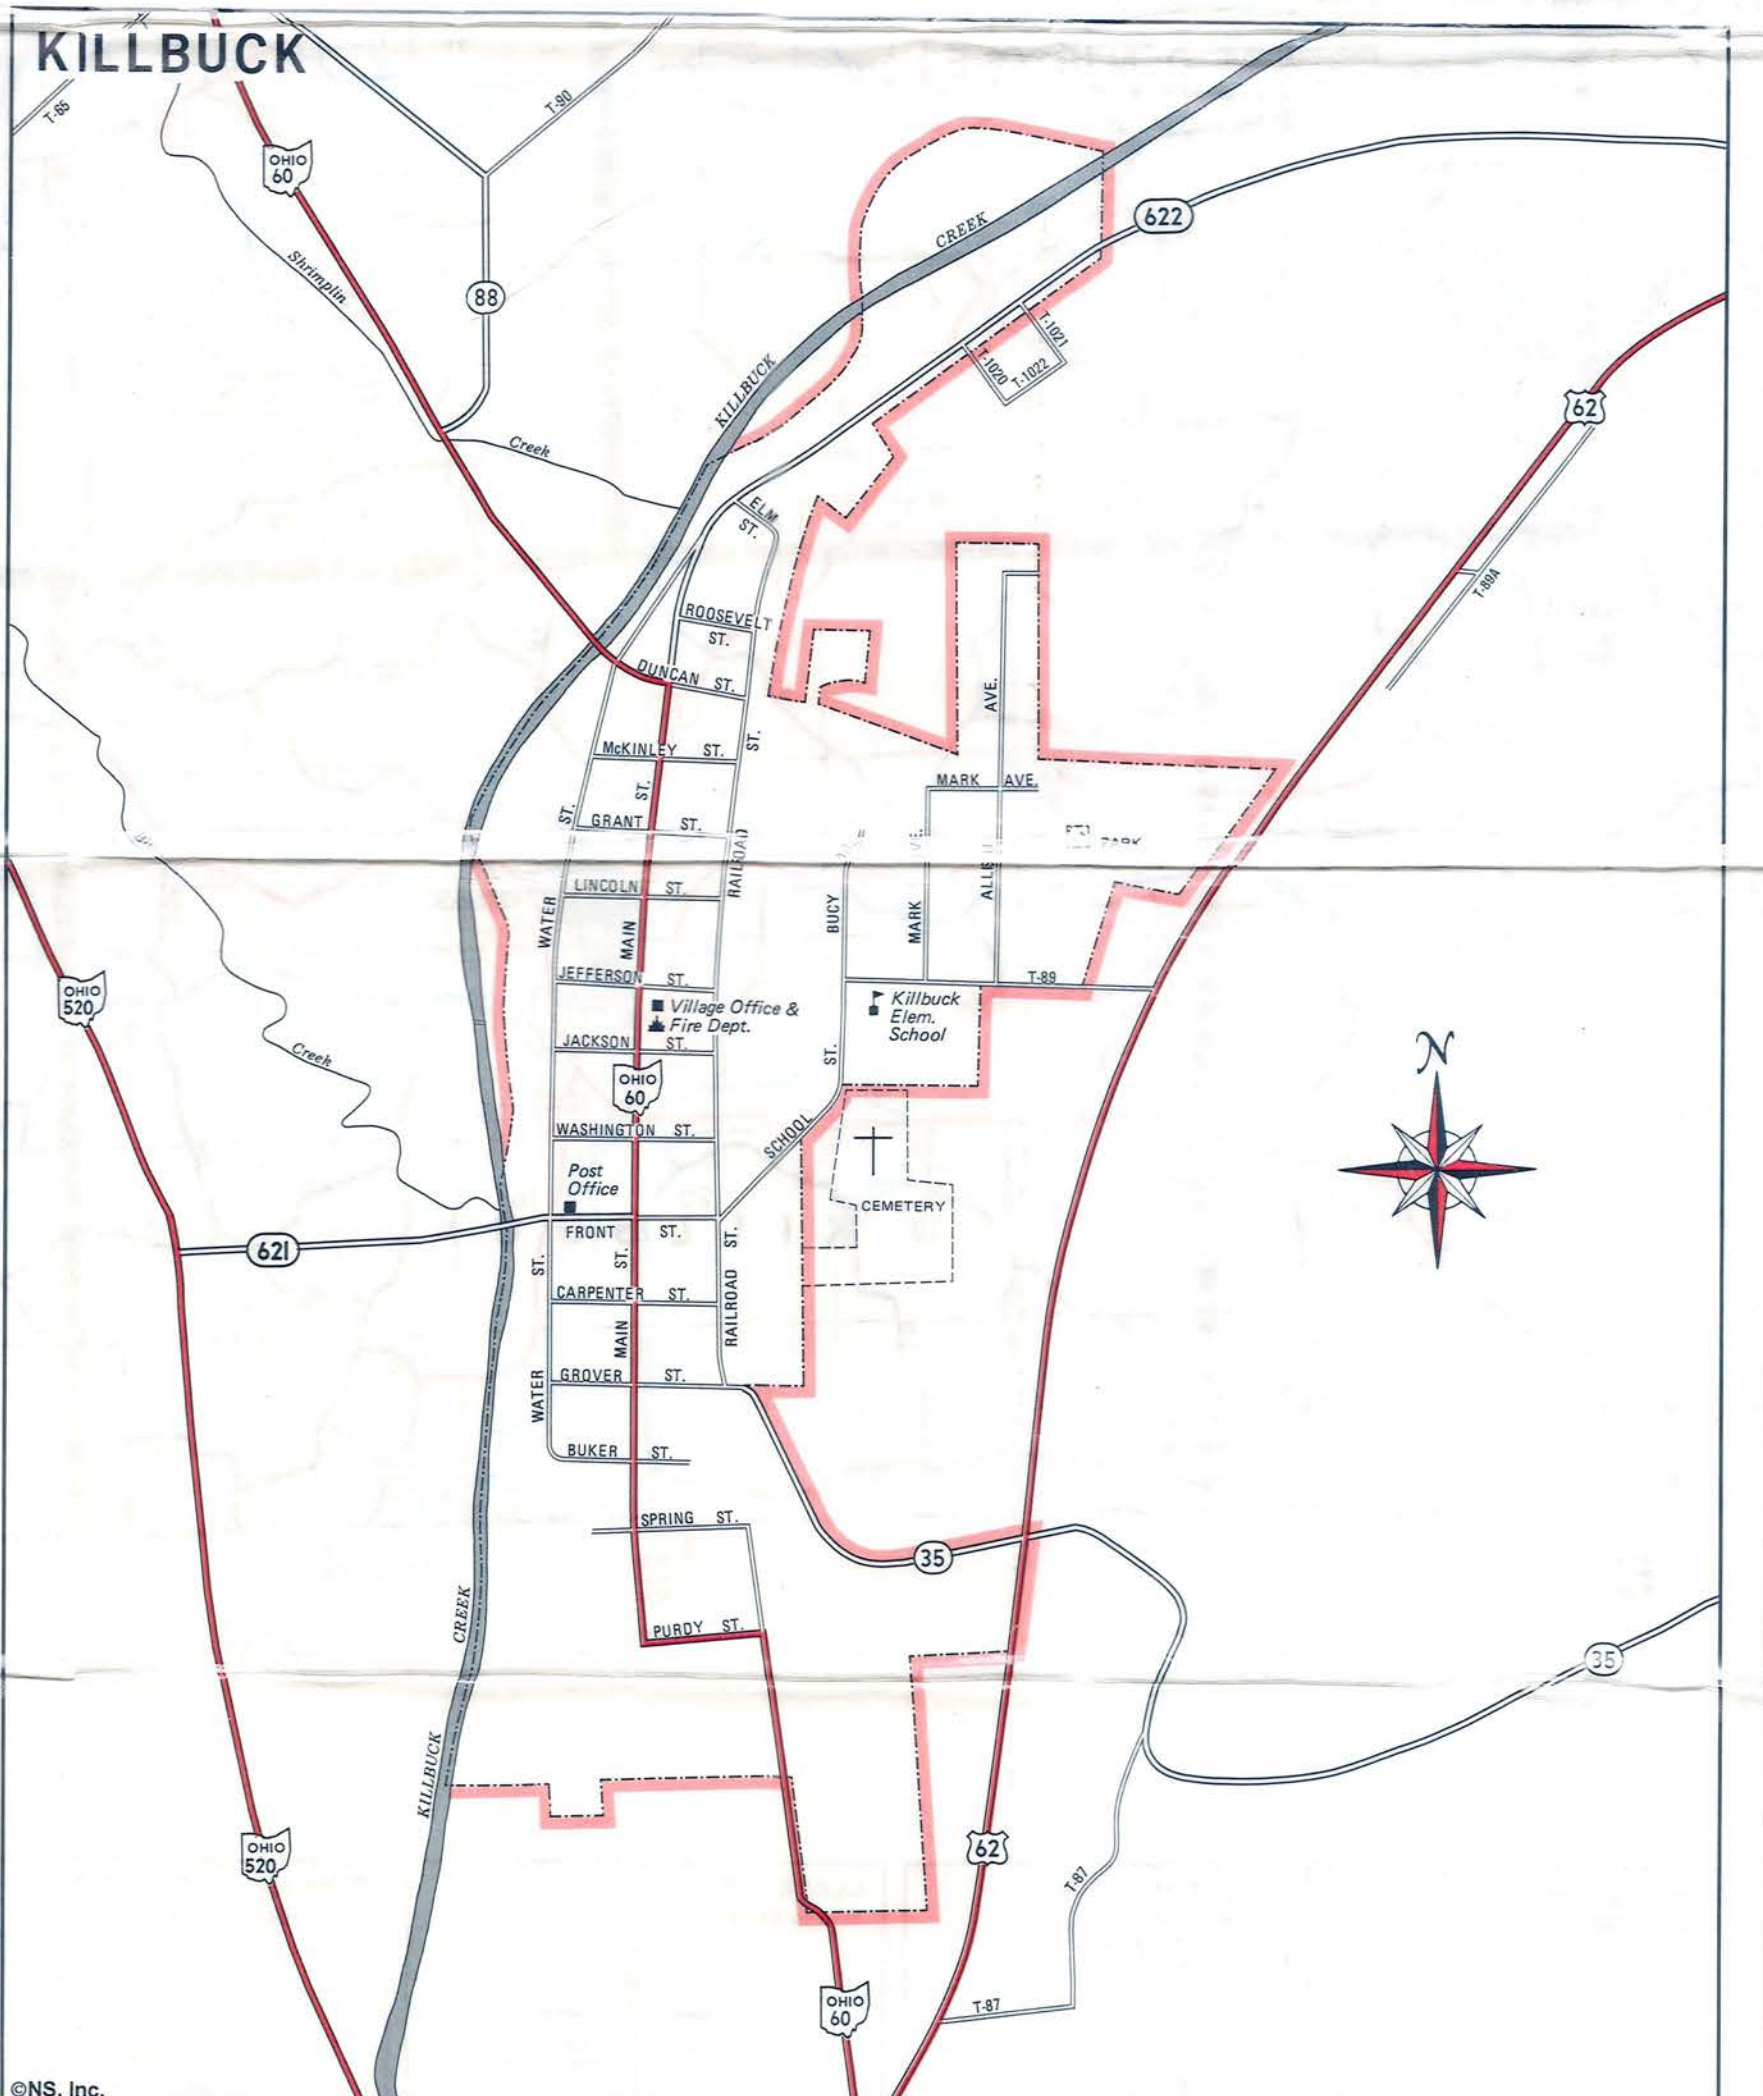 KILLBUCK
T-65
OHIO
60
T-90
Shrimplin
88
Creek
CREEK
KILLBUCK
622
T-1021
T-1020
T-1022
62
T-89A
ELM
ST.
ROOSEVELT
ST.
DUNCAN ST.
McKINLEY ST.
ST.
ST.
ST.
GRANT ST.
RAILROAD
LINCOLN ST.
WATER
MAIN
JEFFERSON ST.
AVE.
MARK AVE.
PARK
BUCY
MARK
T-89
OHIO
520
Creek
Village Office &
Fire Dept.
Killbuck
Elem.
School
JACKSON ST.
ST.
OHIO
60
N
WASHINGTON ST.
SCHOOL
Post
Office
CEMETERY
621
FRONT ST.
ST.
ST.
ST.
CARPENTER ST.
RAILROAD
MAIN
WATER
GROVER ST.
BUKER ST.
SPRING ST.
35
CREEK
PURDY ST.
35
KILLBUCK
OHIO
520
62
T-87
OHIO
60
T-87
©NS, Inc.